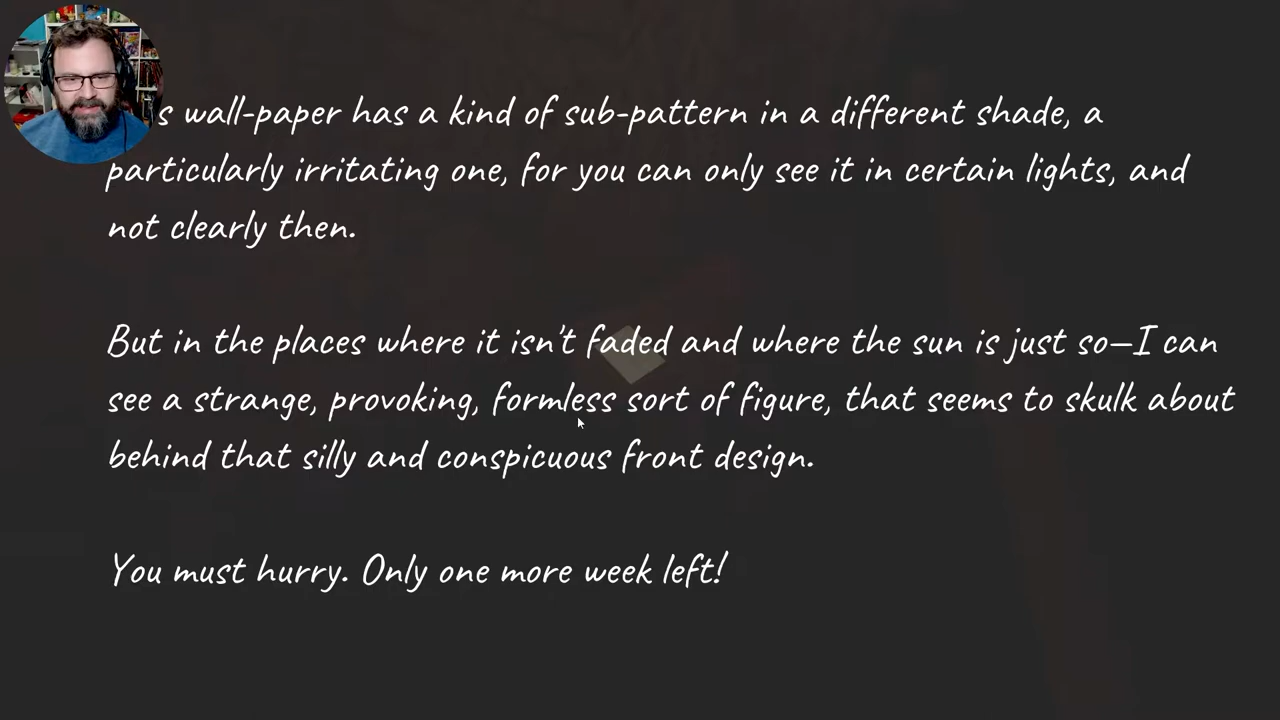 s wall-paper has a kind of sub-pattern in a different shade, a
particularly irritating one, for you can only see it in certain lights, and
not clearly then.
But in the places where it isn't faded and where the sun is just so—I can
see a strange, provoking, formless sort of figure, that seems to skulk about
behind that silly and conspicuous front design.
You must hurry. Only one more week left!